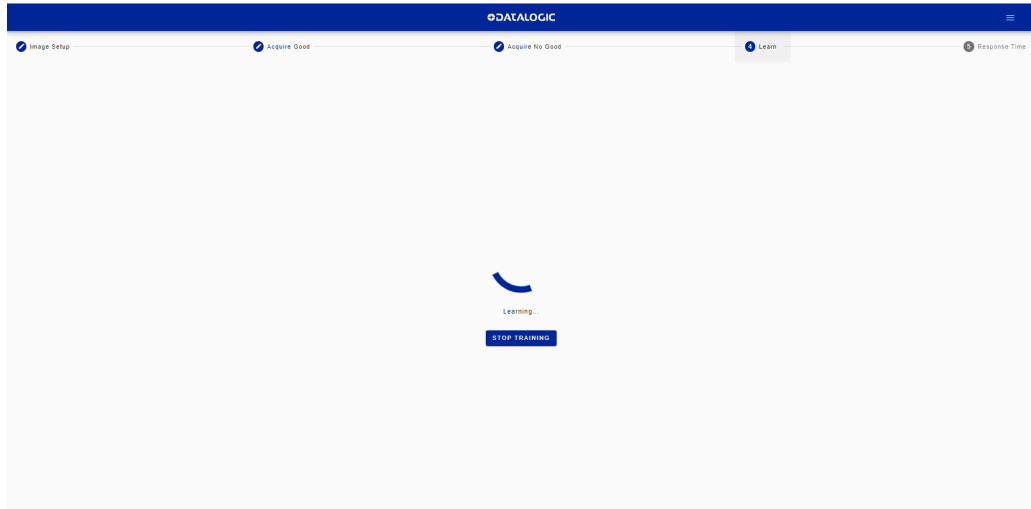 DATALOGIC
Image Setup
Acquire Good
Acquire No Good
4 Learn
5 Response Time
Learning...
STOP TRAINING